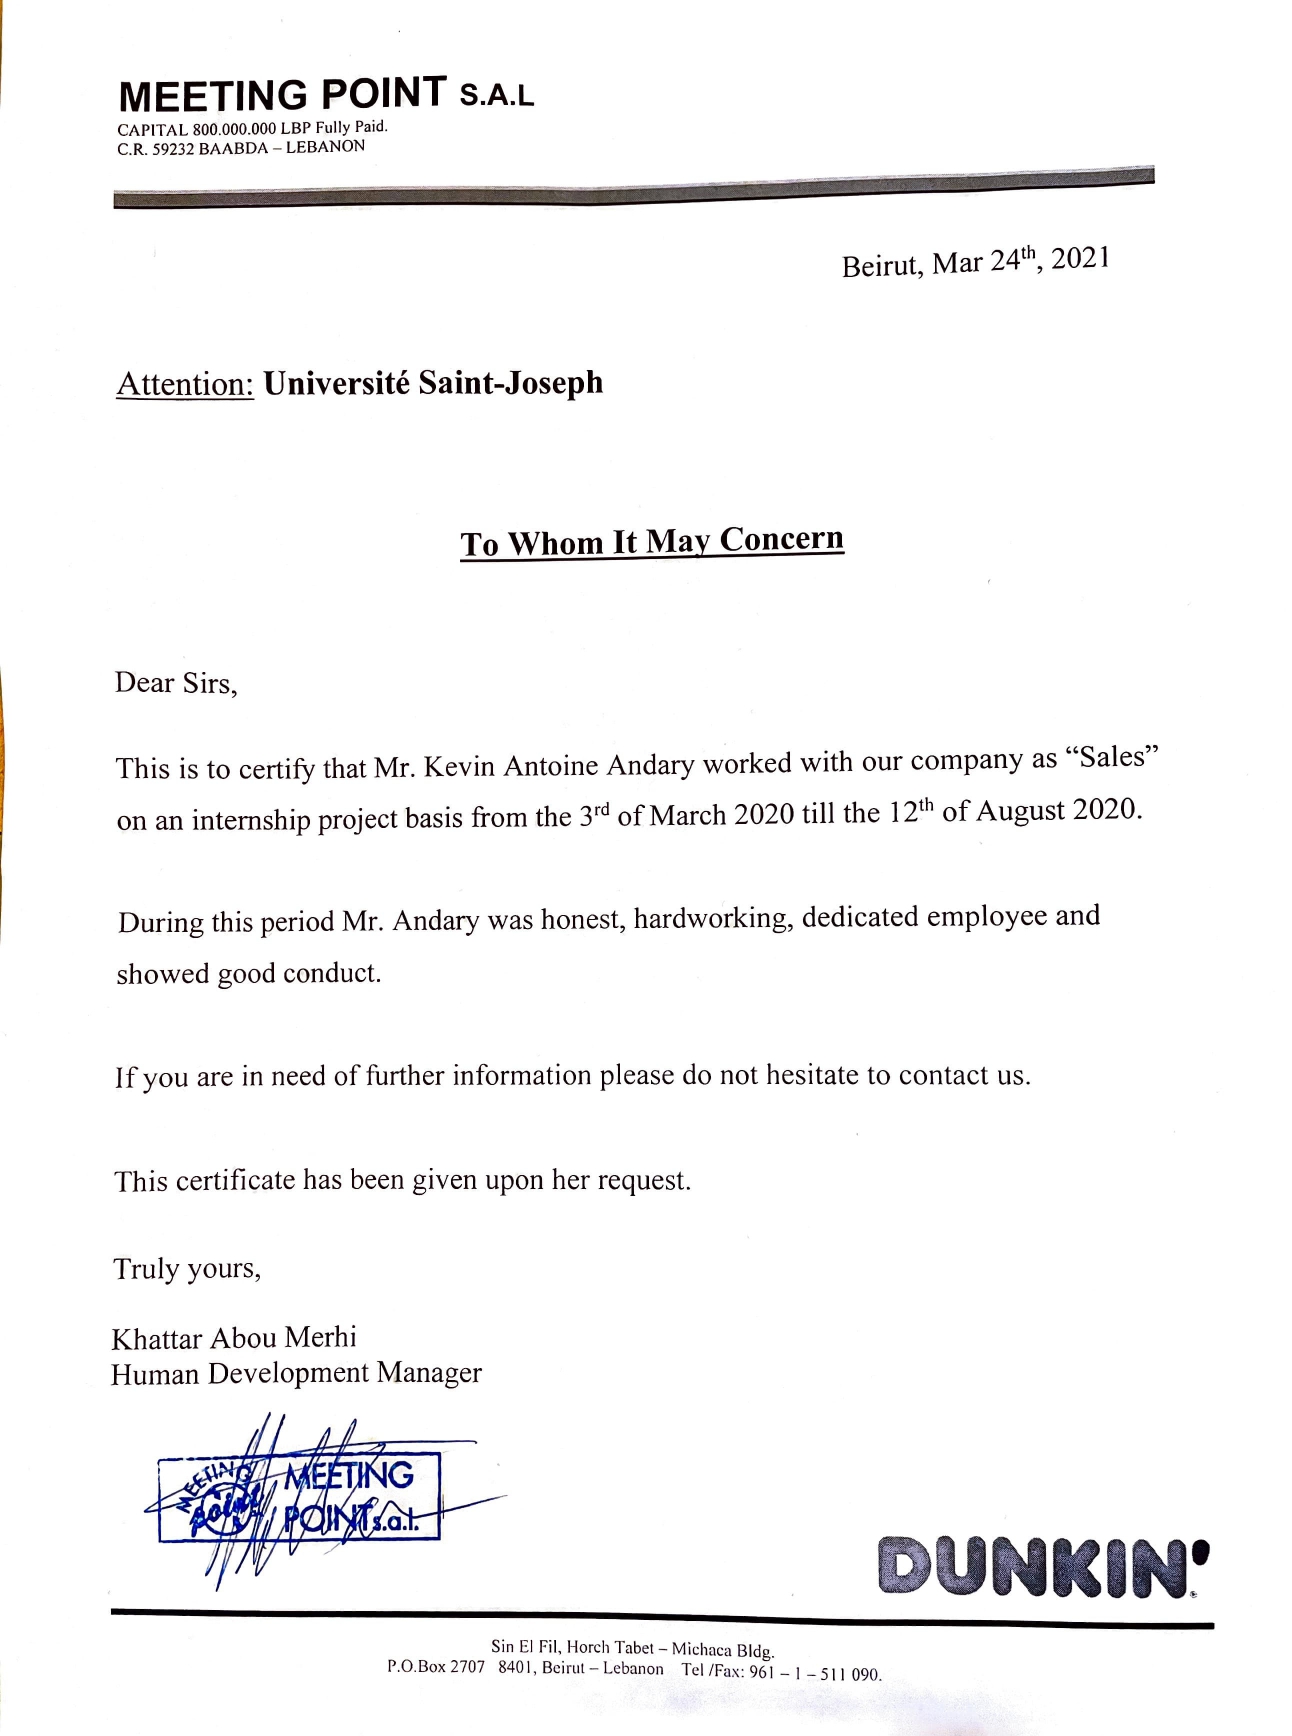 MEETING POINT S.A.L
CAPITAL 800.000.000 LBP Fully Paid.
C.R. 59232 BAABDA – LEBANON
Beirut, Mar 24th, 2021
Attention: Université Saint-Joseph
To Whom It May Concern
Dear Sirs,
This is to certify that Mr. Kevin Antoine Andary worked with our company as “Sales”
on an internship project basis from the 3rd of March 2020 till the 12th of August 2020.
During this period Mr. Andary was honest, hardworking, dedicated employee and
showed good conduct.
If you are in need of further information please do not hesitate to contact us.
This certificate has been given upon her request.
Truly yours,
Khattar Abou Merhi
Human Development Manager
MEETING
point
MEETING
POINT s.a.l.
DUNKIN'
Sin El Fil, Horch Tabet – Michaca Bldg.
P.O.Box 2707 8401, Beirut – Lebanon Tel /Fax: 961 – 1 – 511 090.